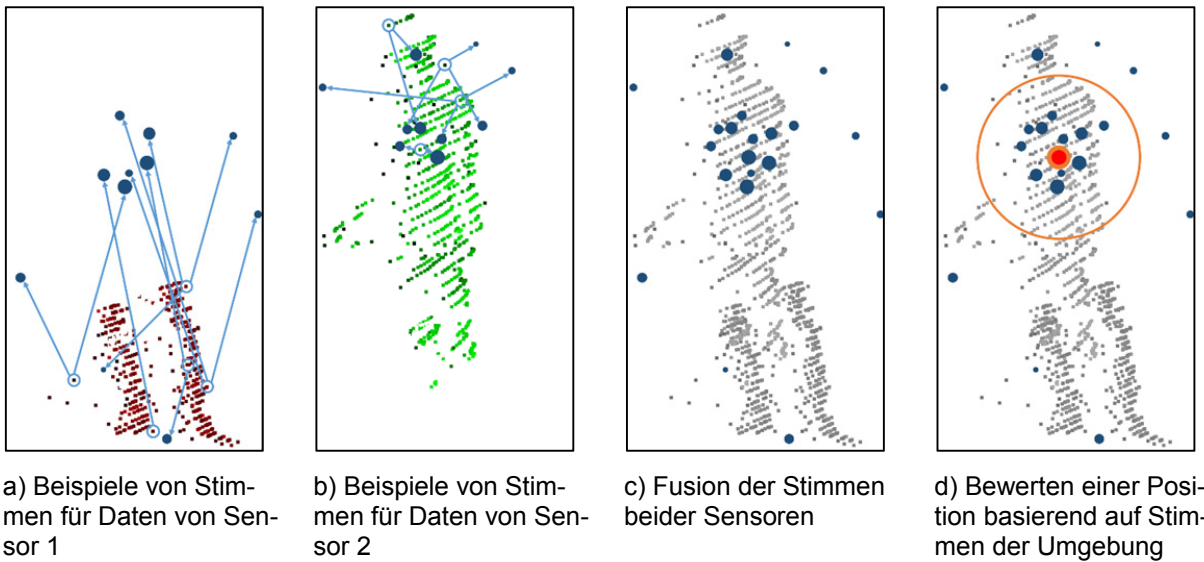 a) Beispiele von Stim-
men für Daten von Sen-
sor 1
b) Beispiele von Stim-
men für Daten von Sen-
sor 2
c) Fusion der Stimmen
beider Sensoren
d) Bewerten einer Posi-
tion basierend auf Stim-
men der Umgebung